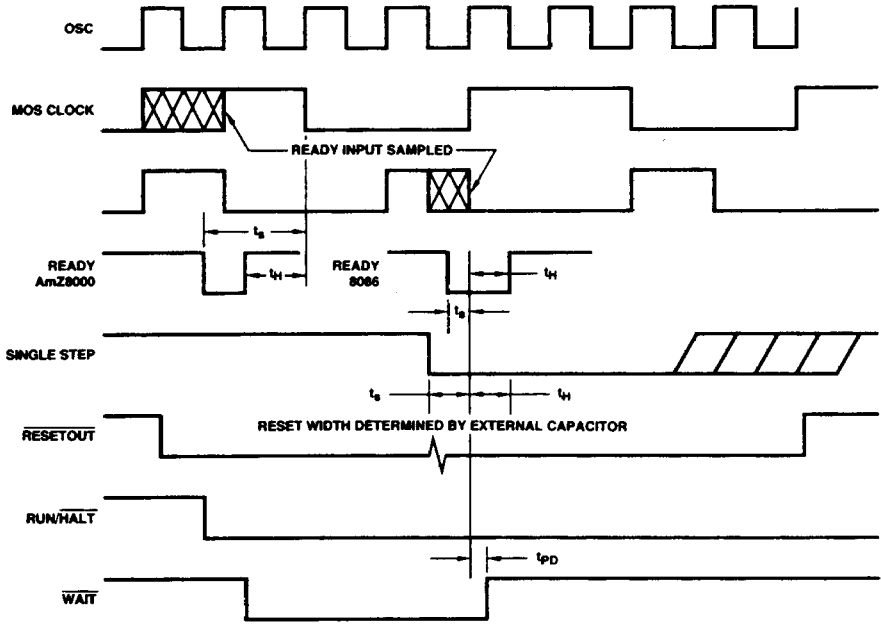 OSC
MOS CLOCK
READY INPUT SAMPLED
ts
READY
AmZ8000
tH
READY
8086
tH
ts
SINGLE STEP
ts
tH
RESET WIDTH DETERMINED BY EXTERNAL CAPACITOR
RESETOUT
RUN/HALT
tPD
WAIT